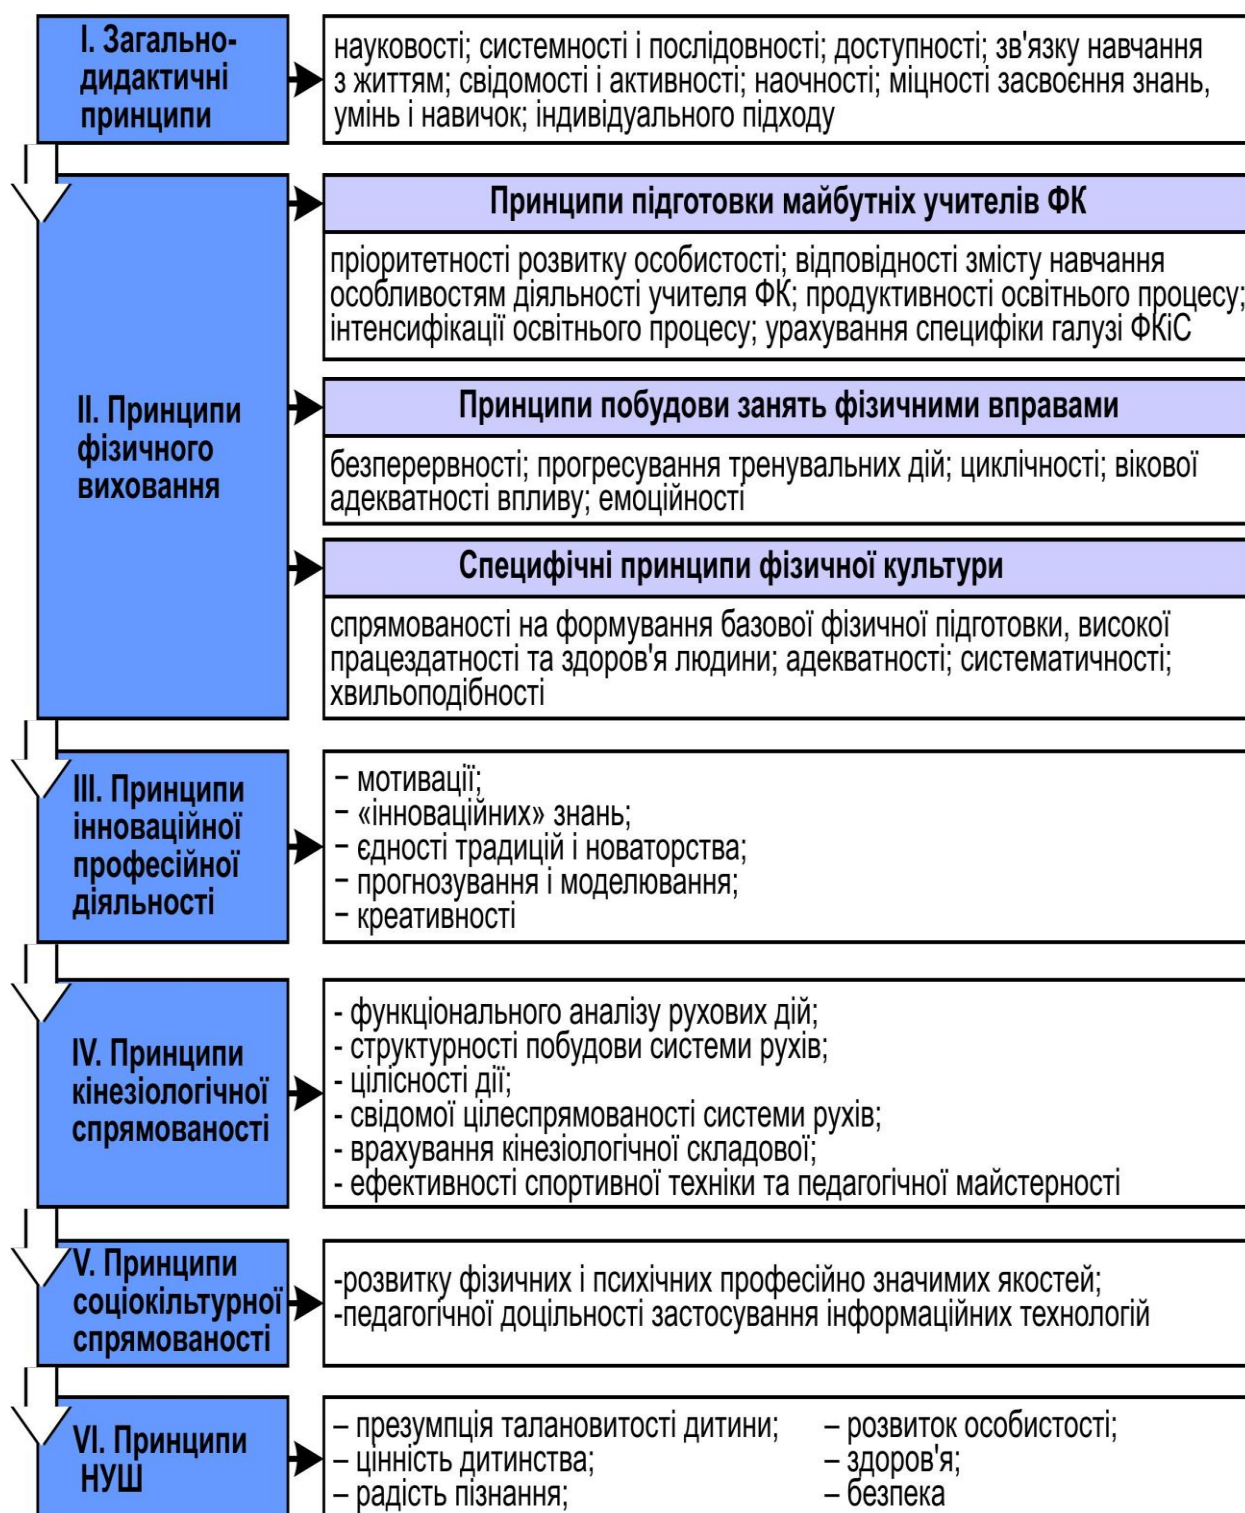 І. Загально-
дидактичні
принципи
науковості; системності і послідовності; доступності; зв'язку навчання
з життям; свідомості і активності; наочності; міцності засвоєння знань,
умінь і навичок; індивідуального підходу
ІІ. Принципи
фізичного
виховання
Принципи підготовки майбутніх учителів ФК
пріоритетності розвитку особистості; відповідності змісту навчання
особливостям діяльності учителя ФК; продуктивності освітнього процесу;
інтенсифікації освітнього процесу; урахування специфіки галузі ФКіС
Принципи побудови занять фізичними вправами
безперервності; прогресування тренувальних дій; циклічності; вікової
адекватності впливу; емоційності
Специфічні принципи фізичної культури
спрямованості на формування базової фізичної підготовки, високої
працездатності та здоров'я людини; адекватності; систематичності;
хвильоподібності
ІІІ. Принципи
інноваційної
професійної
діяльності
– мотивації;
– «інноваційних» знань;
– єдності традицій і новаторства;
– прогнозування і моделювання;
– креативності
IV. Принципи
кінезіологічної
спрямованості
- функціонального аналізу рухових дій;
- структурності побудови системи рухів;
- цілісності дії;
- свідомої цілеспрямованості системи рухів;
- врахування кінезіологічної складової;
- ефективності спортивної техніки та педагогічної майстерності
V. Принципи
соціокільтурної
спрямованості
-розвитку фізичних і психічних професійно значимих якостей;
-педагогічної доцільності застосування інформаційних технологій
VI. Принципи
НУШ
– презумпція талановитості дитини;
– цінність дитинства;
– радість пізнання;
– розвиток особистості;
– здоров'я;
– безпека